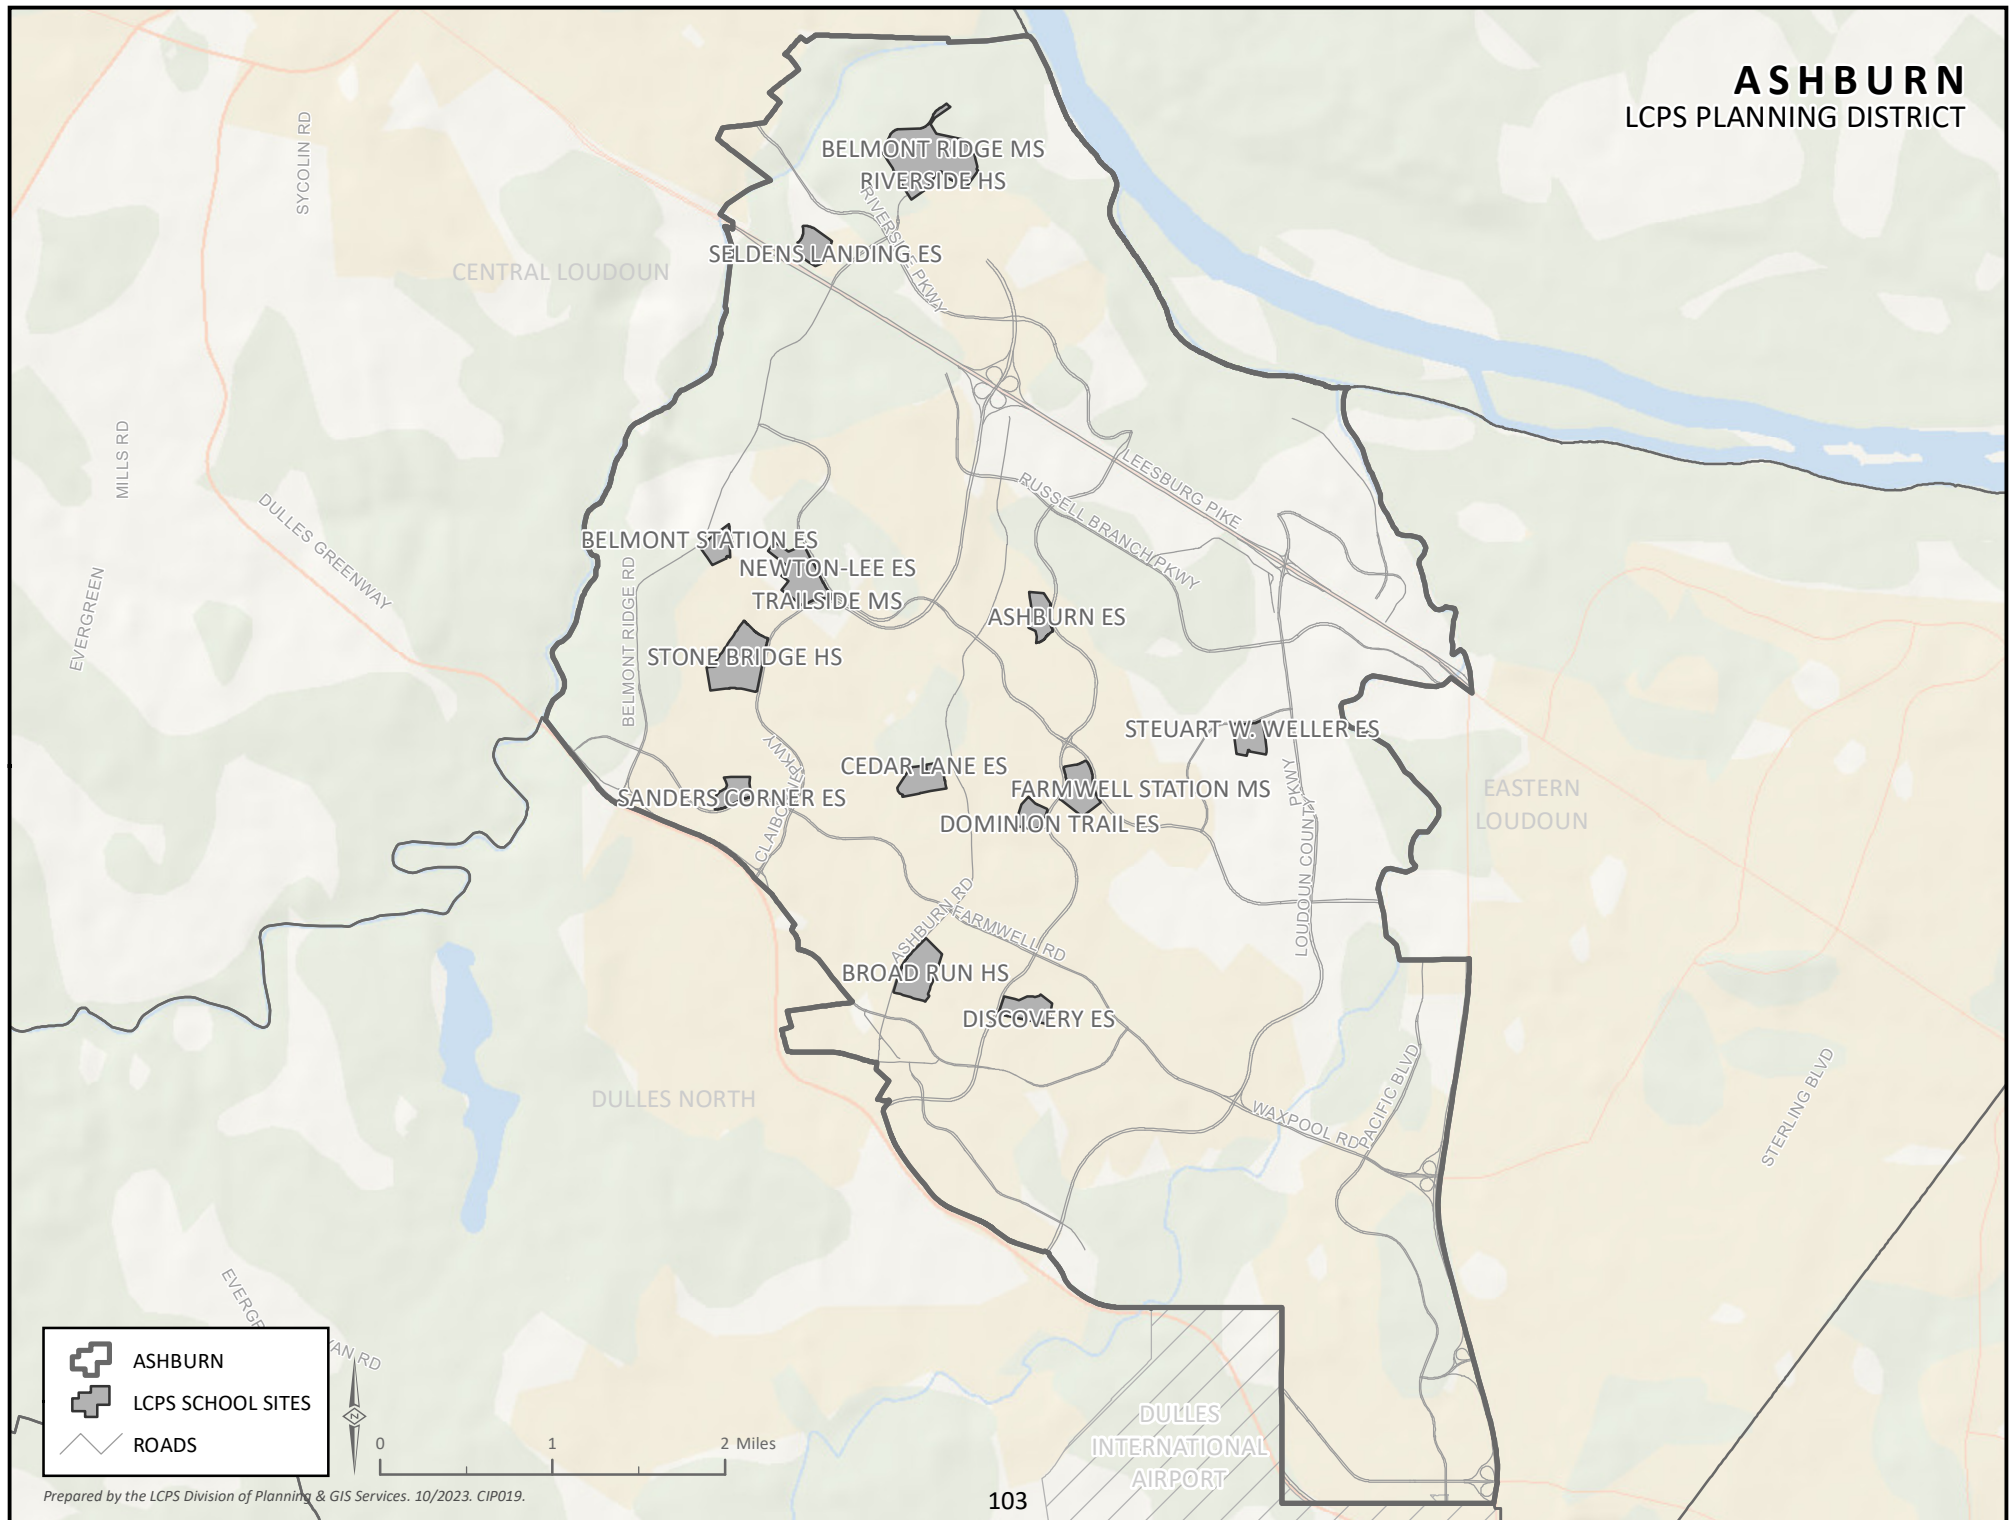 ASHBURN
LCPS PLANNING DISTRICT
SYCOLIN RD
BELMONT RIDGE MS
RIVERSIDE HS
RIVERSIDE PKWY
SELDENS LANDING ES
CENTRAL LOUDOUN
MILLS RD
EVERGREEN
DULLES GREENWAY
LEESBURG PIKE
RUSSELL BRANCH PKWY
BELMONT STATION ES
NEWTON-LEE ES
TRAILSIDE MS
ASHBURN ES
BELMONT RIDGE RD
STONE BRIDGE HS
STEUART W. WELLER ES
CEDAR LANE ES
FARMWELL STATION MS
SANDERS CORNER ES
DOMINION TRAIL ES
PKWY
LOUDOUN COUNTY
PKWY
EASTERN
LOUDOUN
ASHBURN RD
FARMWELL RD
BROAD RUN HS
DISCOVERY ES
DULLES NORTH
WAXPOOL RD
PACIFIC BLVD
STERLING BLVD
DULLES
INTERNATIONAL
AIRPORT
ASHBURN
LCPS SCHOOL SITES
ROADS
N
0 1 2 Miles
Prepared by the LCPS Division of Planning & GIS Services. 10/2023. CIP019.
103